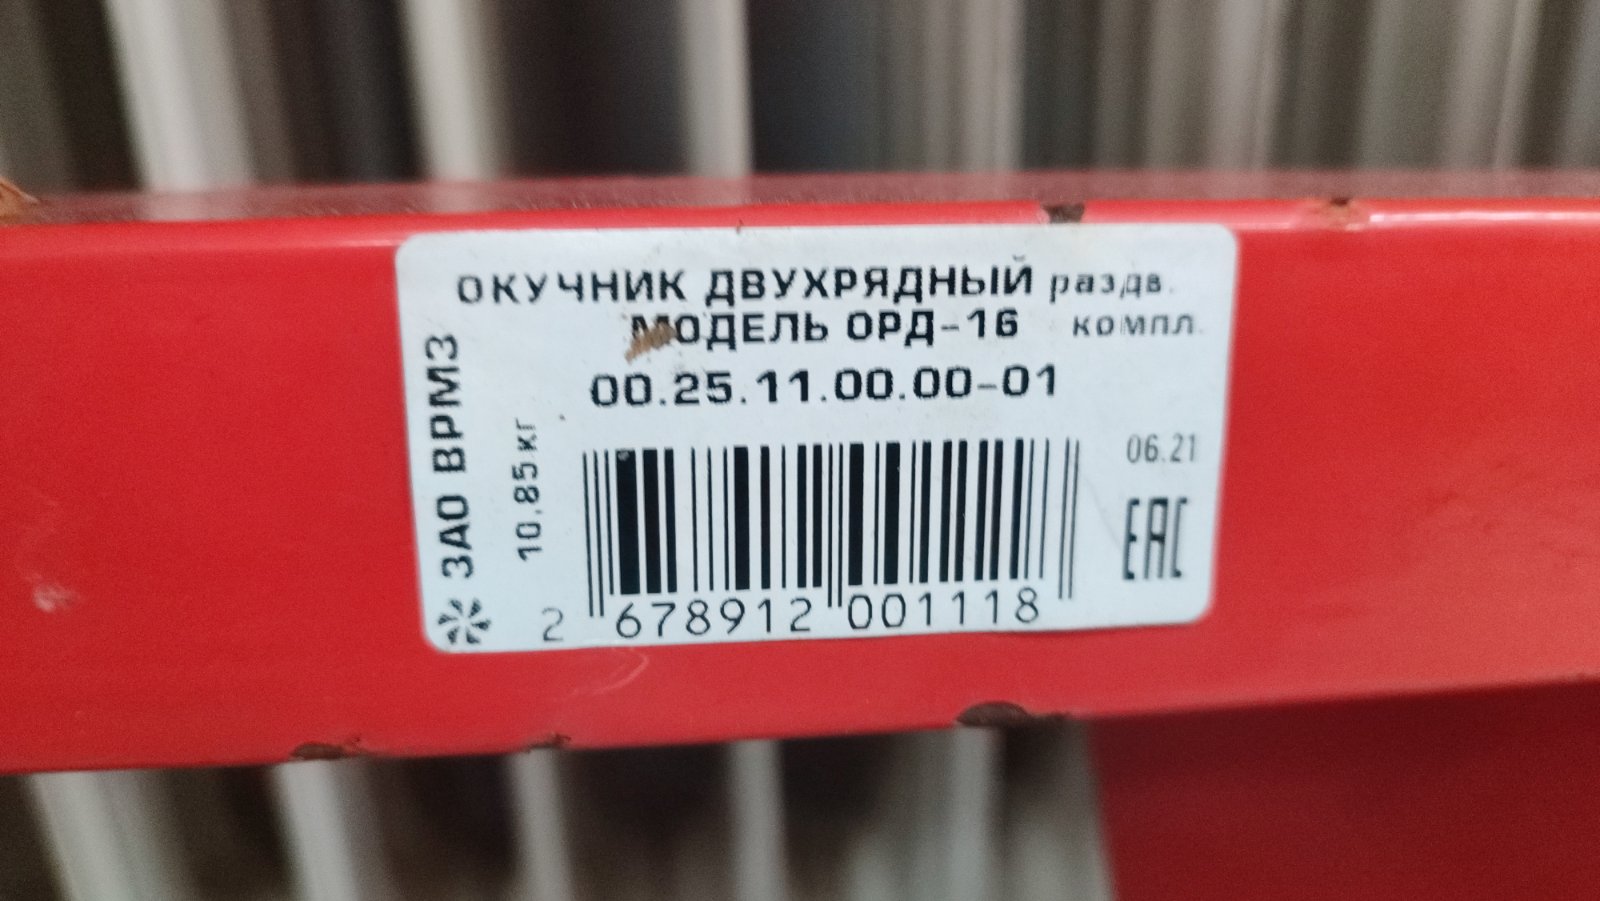 ОКУЧНИК ДВУХРЯДНЫЙ раздв.
МОДЕЛЬ ОРД-16 компл.
00.25.11.00.00-01
ЗАО ВРМЗ
10.85 кг
06.21
EAC
2 678912 001118